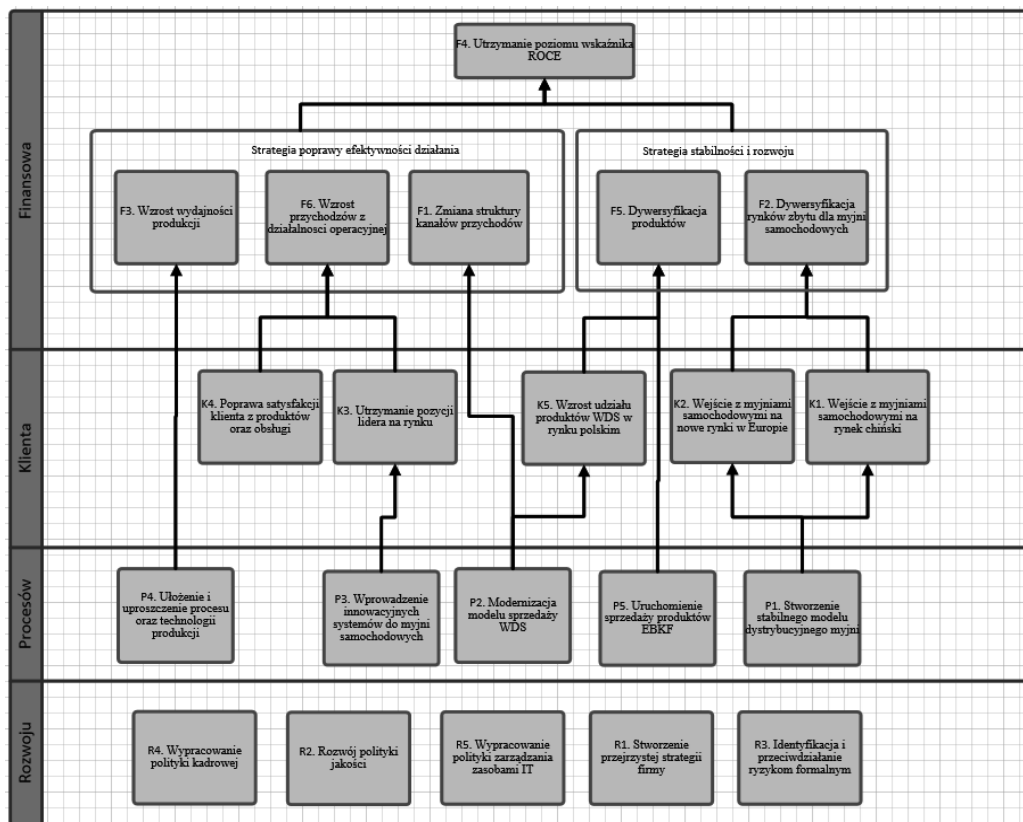 Finansowa
F4. Utrzymanie poziomu wskaźnika
ROCE
Strategia poprawy efektywności działania
F3. Wzrost wydajności
produkcji
F6. Wzrost
przychodzów z
działalnosci operacyjnej
F1. Zmiana struktury
kanałów przychodów
Strategia stabilności i rozwoju
F5. Dywersyfikacja
produktów
F2. Dywersyfikacja
rynków zbytu dla myjni
samochodowych
Klienta
K4. Poprawa satysfakcji
klienta z produktów
oraz obsługi
K3. Utrzymanie pozycji
lidera na rynku
K5. Wzrost udziału
produktów WDS w
rynku polskim
K2. Wejście z myjniami
samochodowymi na
nowe rynki w Europie
K1. Wejście z myjniami
samochodowymi na
rynek chiński
Procesów
P4. Ułożenie i
uproszczenie procesu
oraz technologii
produkcji
P3. Wprowadzenie
innowacyjnych
systemów do myjni
samochodowych
P2. Modernizacja
modelu sprzedaży
WDS
P5. Uruchomienie
sprzedaży produktów
EBKF
P1. Stworzenie
stabilnego modelu
dystrybucyjnego myjni
Rozwoju
R4. Wypracowanie
polityki kadrowej
R2. Rozwój polityki
jakości
R5. Wypracowanie
polityki zarządzania
zasobami IT
R1. Stworzenie
przejrzystej strategii
firmy
R3. Identyfikacja i
przeciwdziałanie
ryzykom formalnym